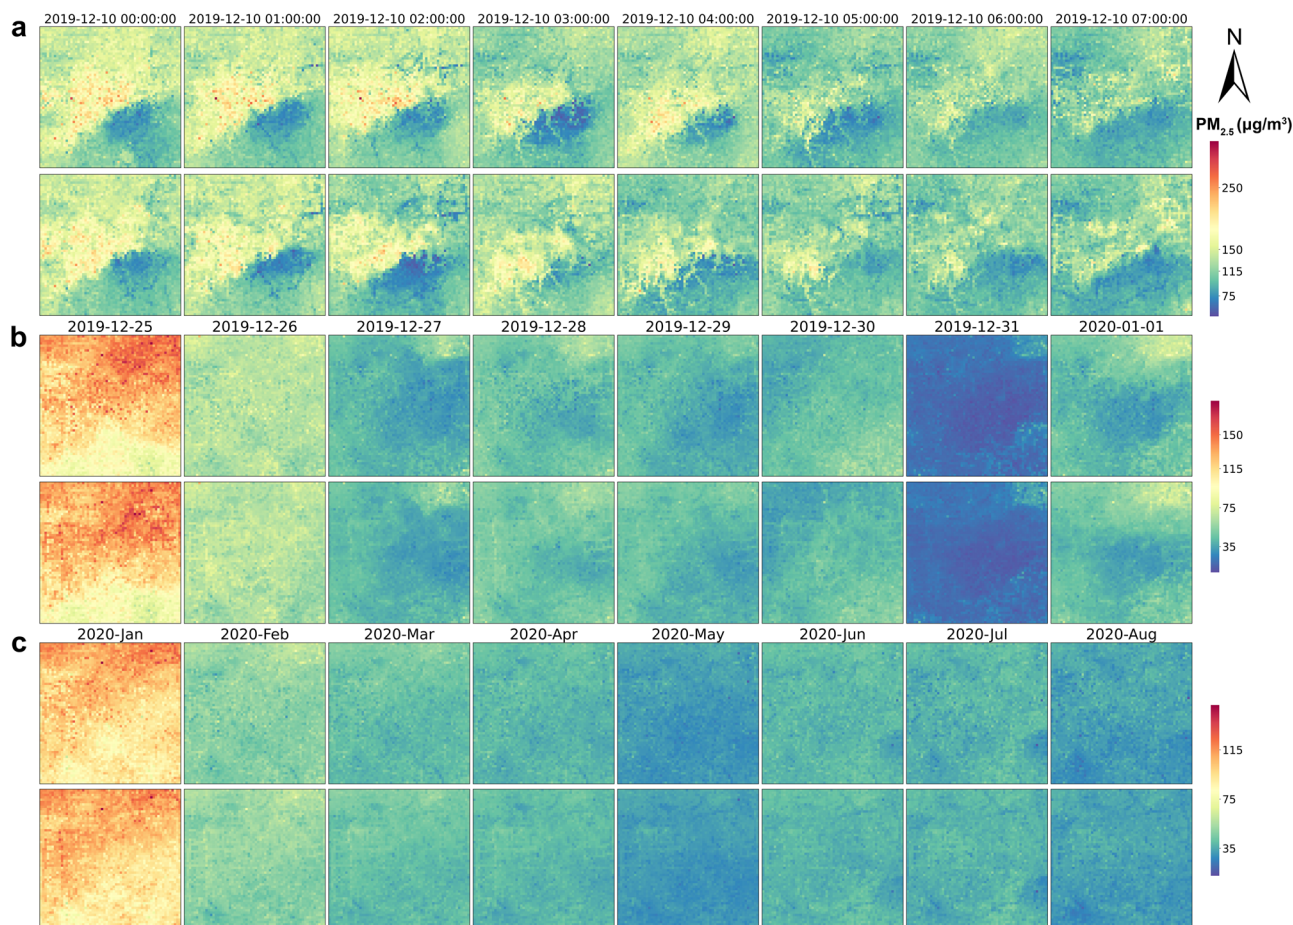 a
2019-12-10 00:00:00 2019-12-10 01:00:00 2019-12-10 02:00:00 2019-12-10 03:00:00 2019-12-10 04:00:00 2019-12-10 05:00:00 2019-12-10 06:00:00 2019-12-10 07:00:00
N
PM2.5 (µg/m³)
250
150
115
75
b
2019-12-25 2019-12-26 2019-12-27 2019-12-28 2019-12-29 2019-12-30 2019-12-31 2020-01-01
150
115
75
35
c
2020-Jan 2020-Feb 2020-Mar 2020-Apr 2020-May 2020-Jun 2020-Jul 2020-Aug
115
75
35